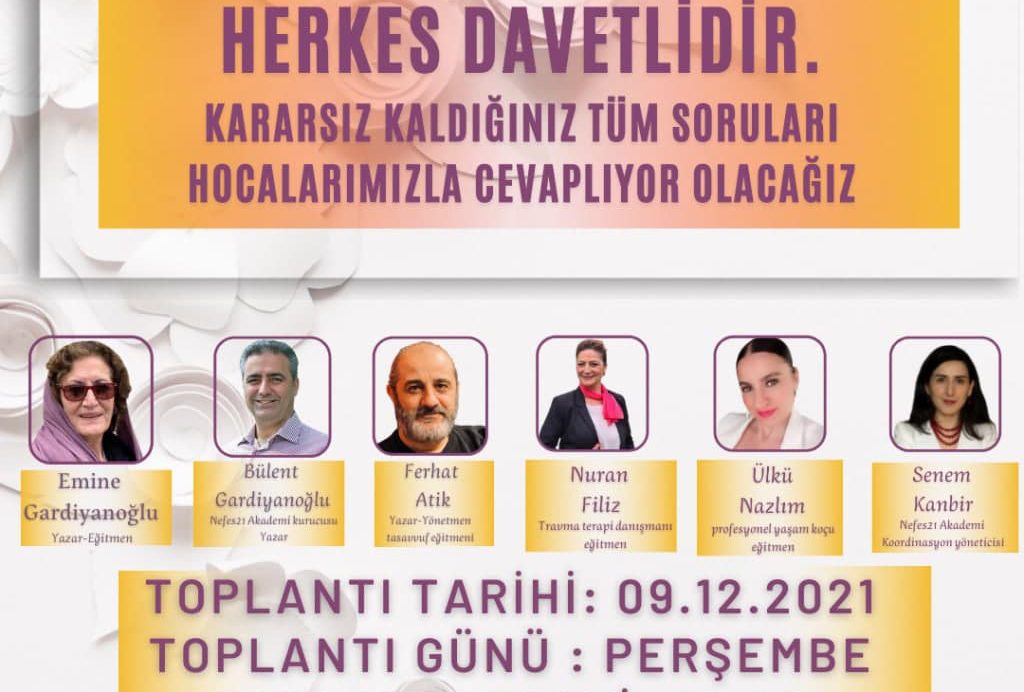 HERKES DAVETLİDİR.
KARARSIZ KALDIĞINIZ TÜM SORULARI
HOCALARIMIZLA CEVAPLIYOR OLACAĞIZ
Emine
Gardiyanoğlu
Yazar-Eğitmen
Bülent
Gardiyanoğlu
Nefes21 Akademi kurucusu
Yazar
Ferhat
Atik
Yazar-Yönetmen
tasavvuf eğitmeni
Nuran
Filiz
Travma terapi danışmanı
eğitmen
Ülkü
Nazlım
profesyonel yaşam koçu
eğitmen
Senem
Kanbir
Nefes21 Akademi
Koordinasyon yöneticisi
TOPLANTI TARİHİ: 09.12.2021
TOPLANTI GÜNÜ : PERŞEMBE